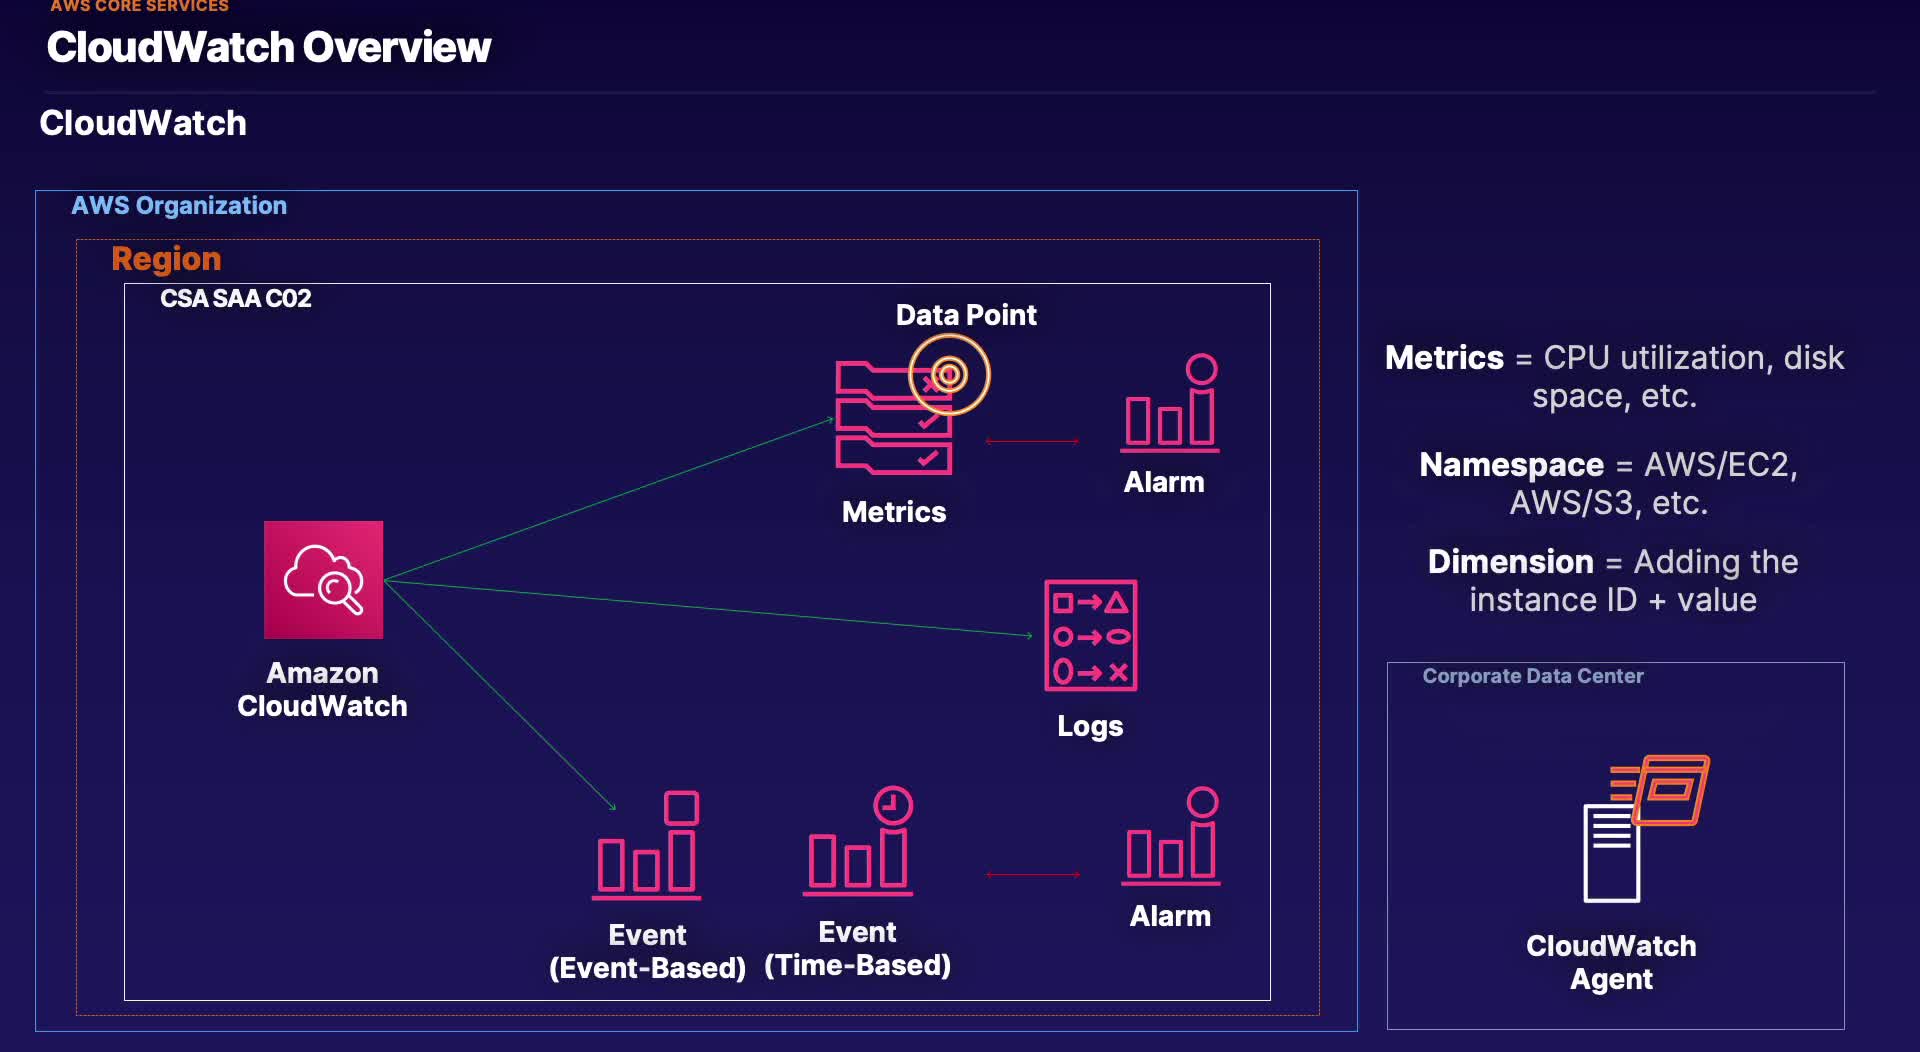 AWS CORE SERVICES
CloudWatch Overview
CloudWatch
AWS Organization
Region
CSA SAA C02
Data Point
Metrics
Alarm
Amazon
CloudWatch
Logs
Event
(Event-Based)
Event
(Time-Based)
Alarm
Metrics = CPU utilization, disk
space, etc.
Namespace = AWS/EC2,
AWS/S3, etc.
Dimension = Adding the
instance ID + value
Corporate Data Center
CloudWatch
Agent